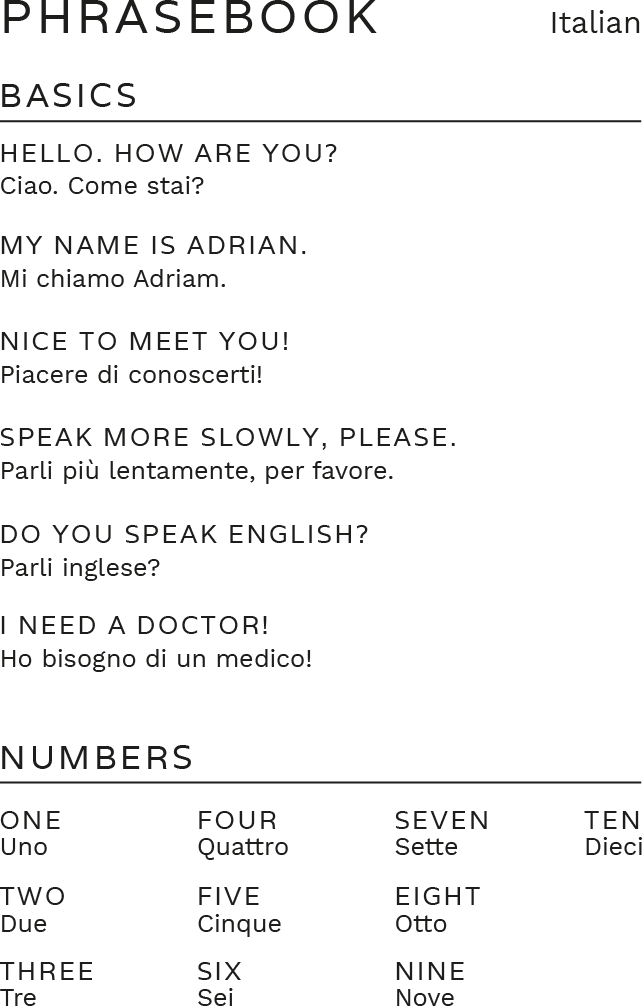 PHRASEBOOK Italian
BASICS
HELLO. HOW ARE YOU?
Ciao. Come stai?
MY NAME IS ADRIAN.
Mi chiamo Adriam.
NICE TO MEET YOU!
Piacere di conoscerti!
SPEAK MORE SLOWLY, PLEASE.
Parli più lentamente, per favore.
DO YOU SPEAK ENGLISH?
Parli inglese?
I NEED A DOCTOR!
Ho bisogno di un medico!
NUMBERS
ONE FOUR SEVEN TEN
Uno Quattro Sette Dieci
TWO FIVE EIGHT
Due Cinque Otto
THREE SIX NINE
Tre Sei Nove